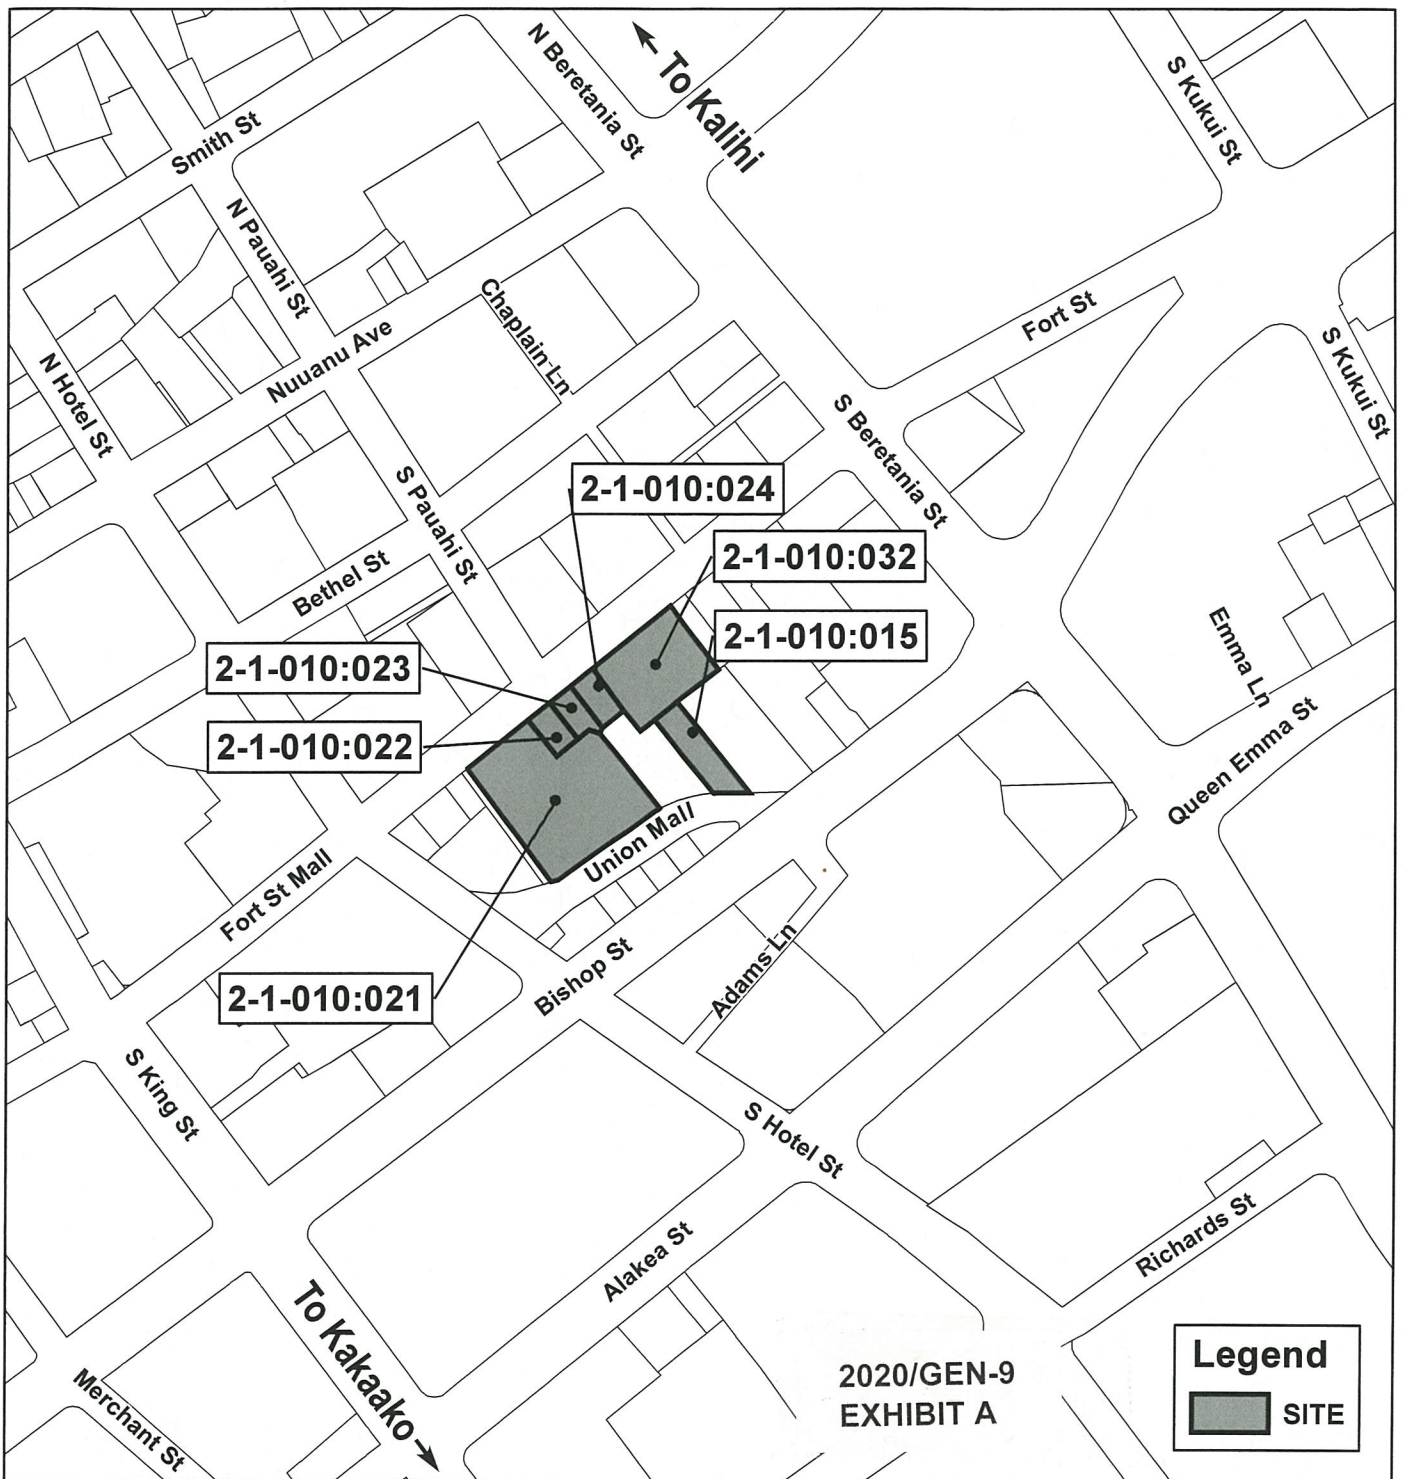 N Beretania St
To Kalihi
S Kukui St
Smith St
N Pauahi St
Chaplain Ln
Fort St
Nuuanu Ave
N Hotel St
S Kukui St
S Beretania St
2-1-010:024
S Pauahi St
2-1-010:032
Bethel St
2-1-010:015
2-1-010:023
Emma Ln
2-1-010:022
Queen Emma St
Union Mall
Fort St Mall
Adams Ln
Bishop St
2-1-010:021
S King St
S Hotel St
Richards St
Alakea St
To Kakaako
Merchant St
2020/GEN-9
EXHIBIT A
Legend
SITE